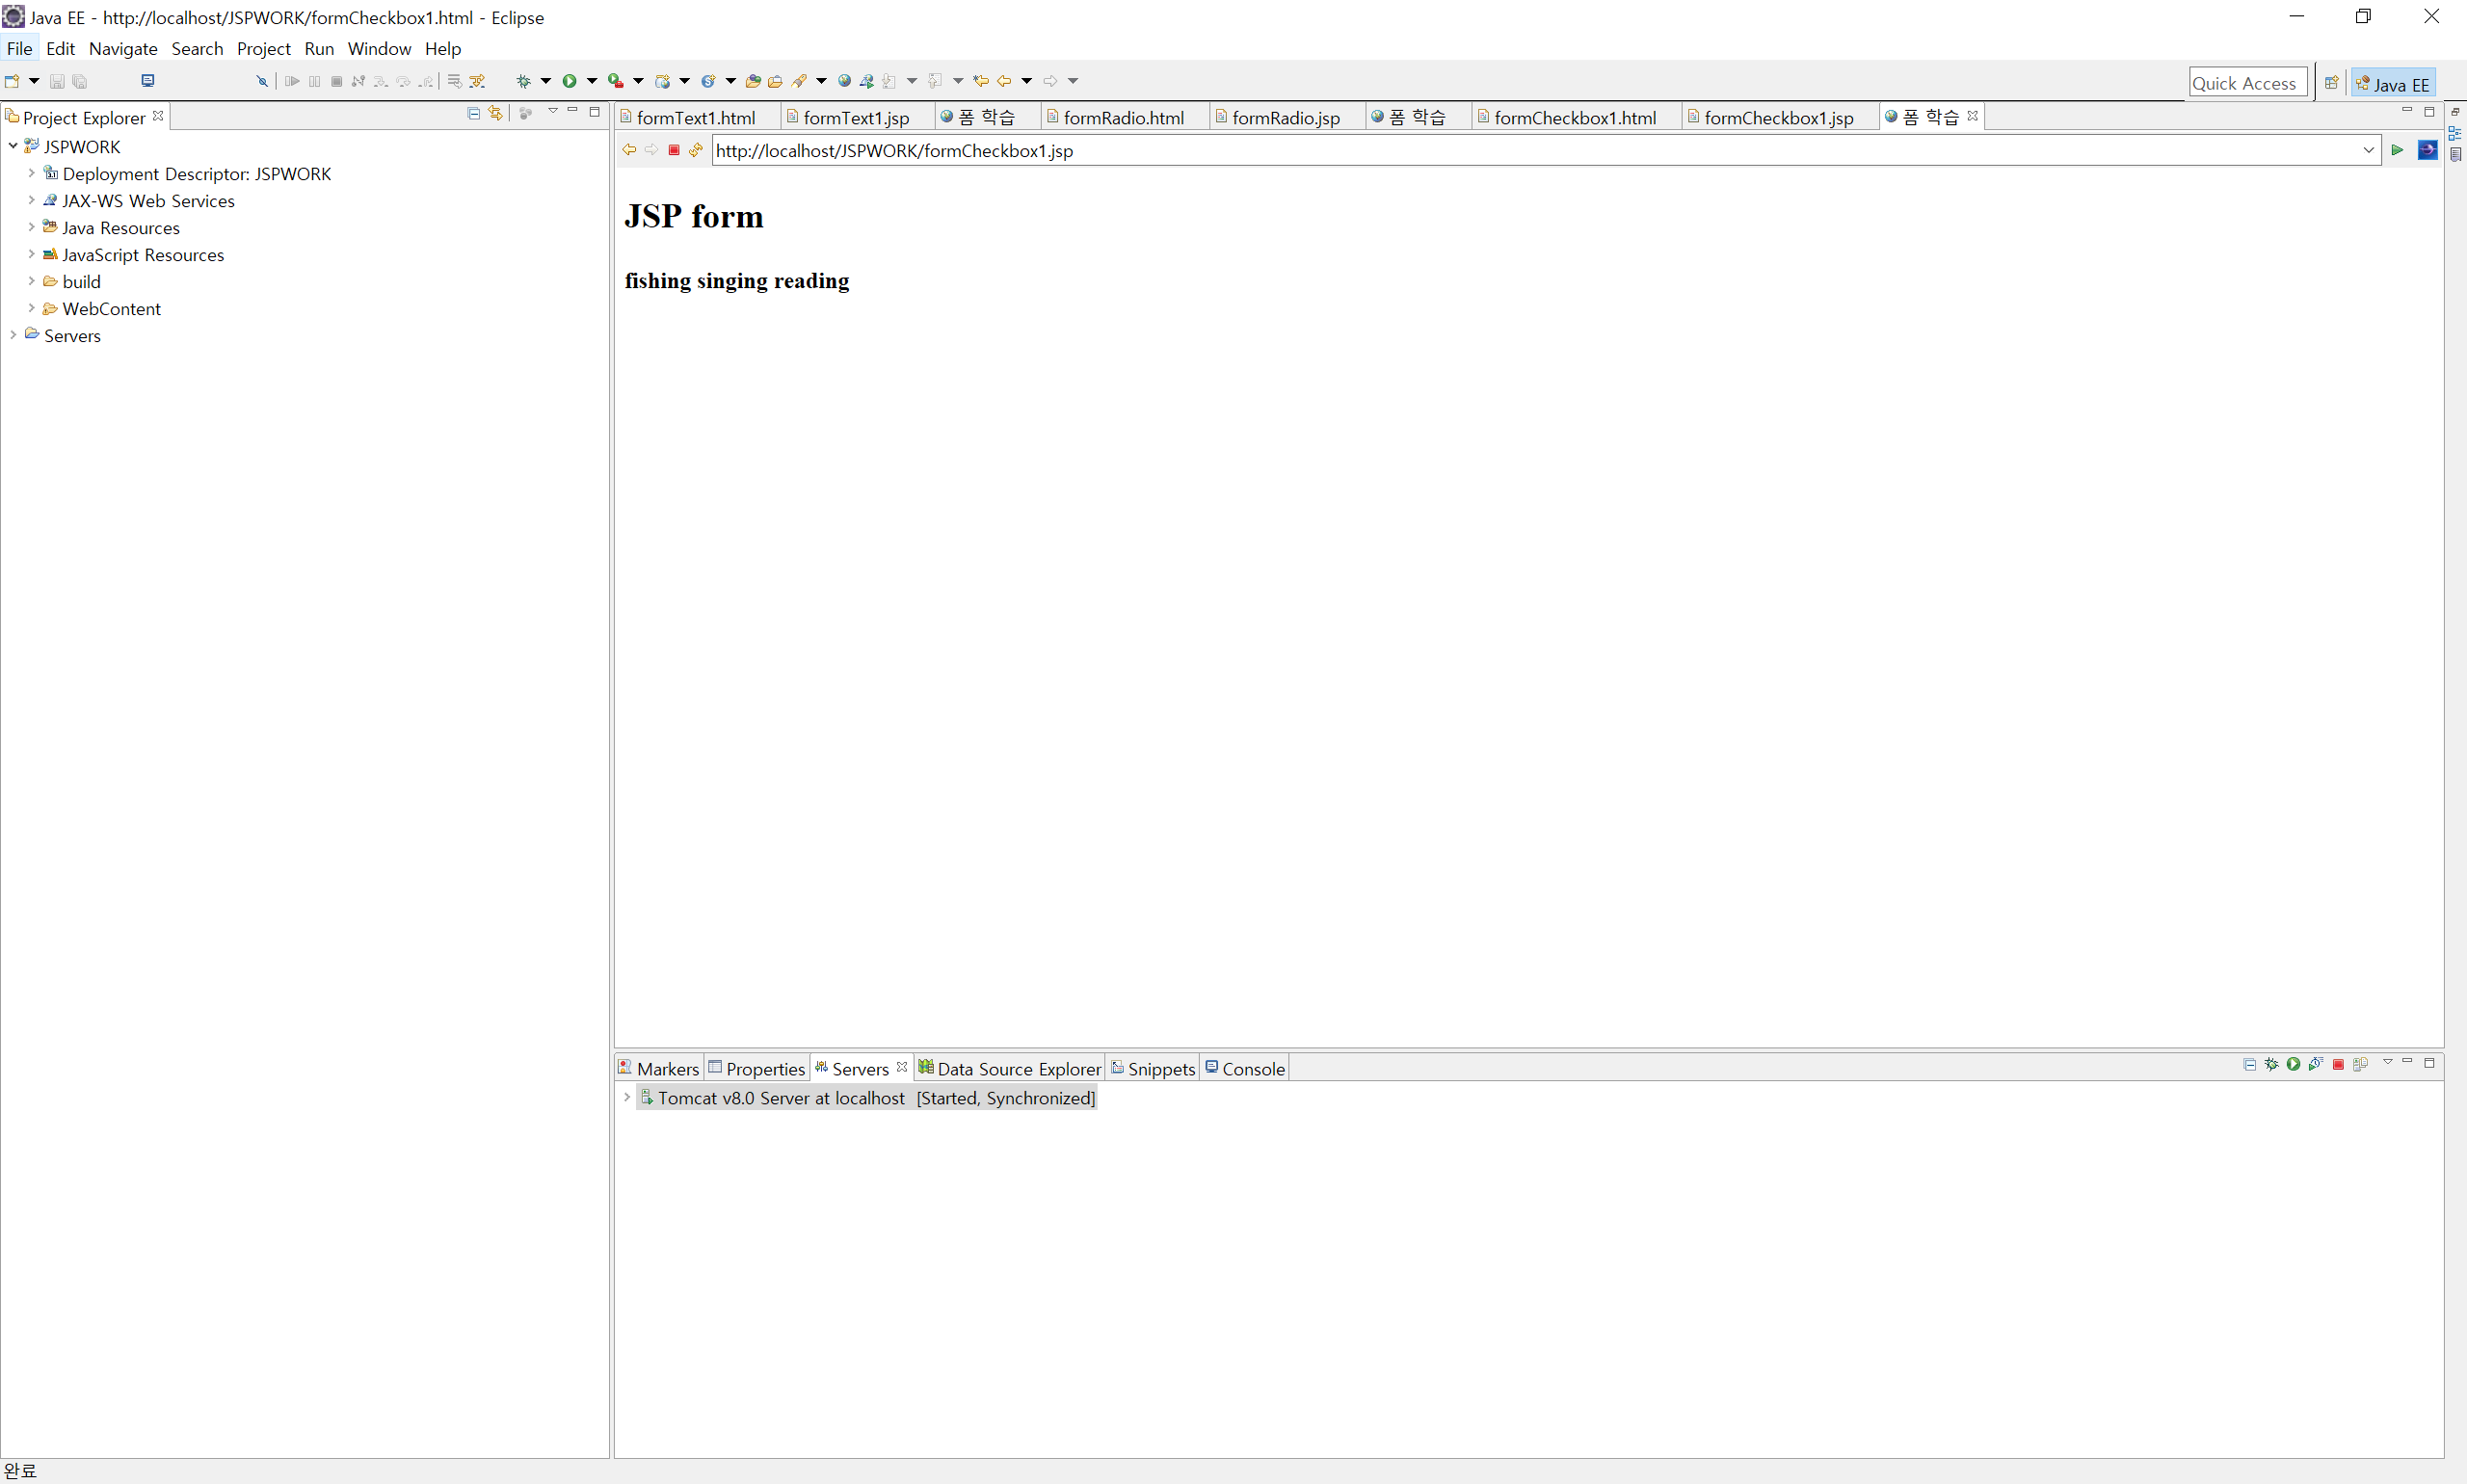 Java EE - http://localhost/JSPWORK/formCheckbox1.html - Eclipse
File Edit Navigate Search Project Run Window Help
Quick Access
Java EE
Project Explorer
JSPWORK
Deployment Descriptor: JSPWORK
JAX-WS Web Services
Java Resources
JavaScript Resources
build
WebContent
Servers
formText1.html formText1.jsp 폼 학습 formRadio.html formRadio.jsp 폼 학습 formCheckbox1.html formCheckbox1.jsp 폼 학습
http://localhost/JSPWORK/formCheckbox1.jsp
JSP form
fishing singing reading
Markers Properties Servers Data Source Explorer Snippets Console
Tomcat v8.0 Server at localhost [Started, Synchronized]
완료